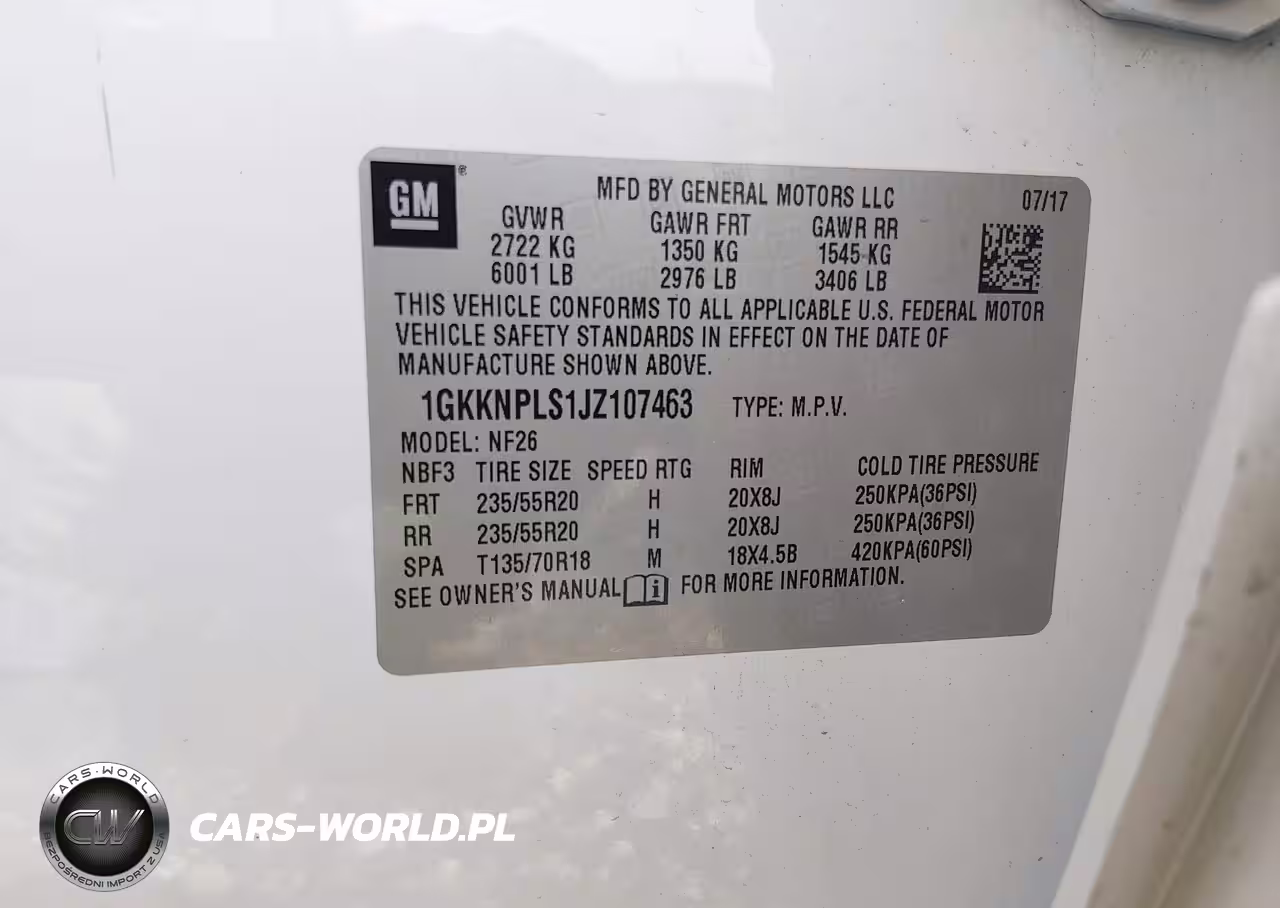 GM ®
MFD BY GENERAL MOTORS LLC 07/17
GVWR GAWR FRT GAWR RR
2722 KG 1350 KG 1545 KG
6001 LB 2976 LB 3406 LB
THIS VEHICLE CONFORMS TO ALL APPLICABLE U.S. FEDERAL MOTOR
VEHICLE SAFETY STANDARDS IN EFFECT ON THE DATE OF
MANUFACTURE SHOWN ABOVE.
1GKKNPLS1JZ107463 TYPE: M.P.V.
MODEL: NF26
NBF3 TIRE SIZE SPEED RTG RIM COLD TIRE PRESSURE
FRT 235/55R20 H 20X8J 250KPA(36PSI)
RR 235/55R20 H 20X8J 250KPA(36PSI)
SPA T135/70R18 M 18X4.5B 420KPA(60PSI)
SEE OWNER'S MANUAL i FOR MORE INFORMATION.
CARS-WORLD
CW
BEZPOŚREDNI IMPORT Z USA
CARS-WORLD.PL